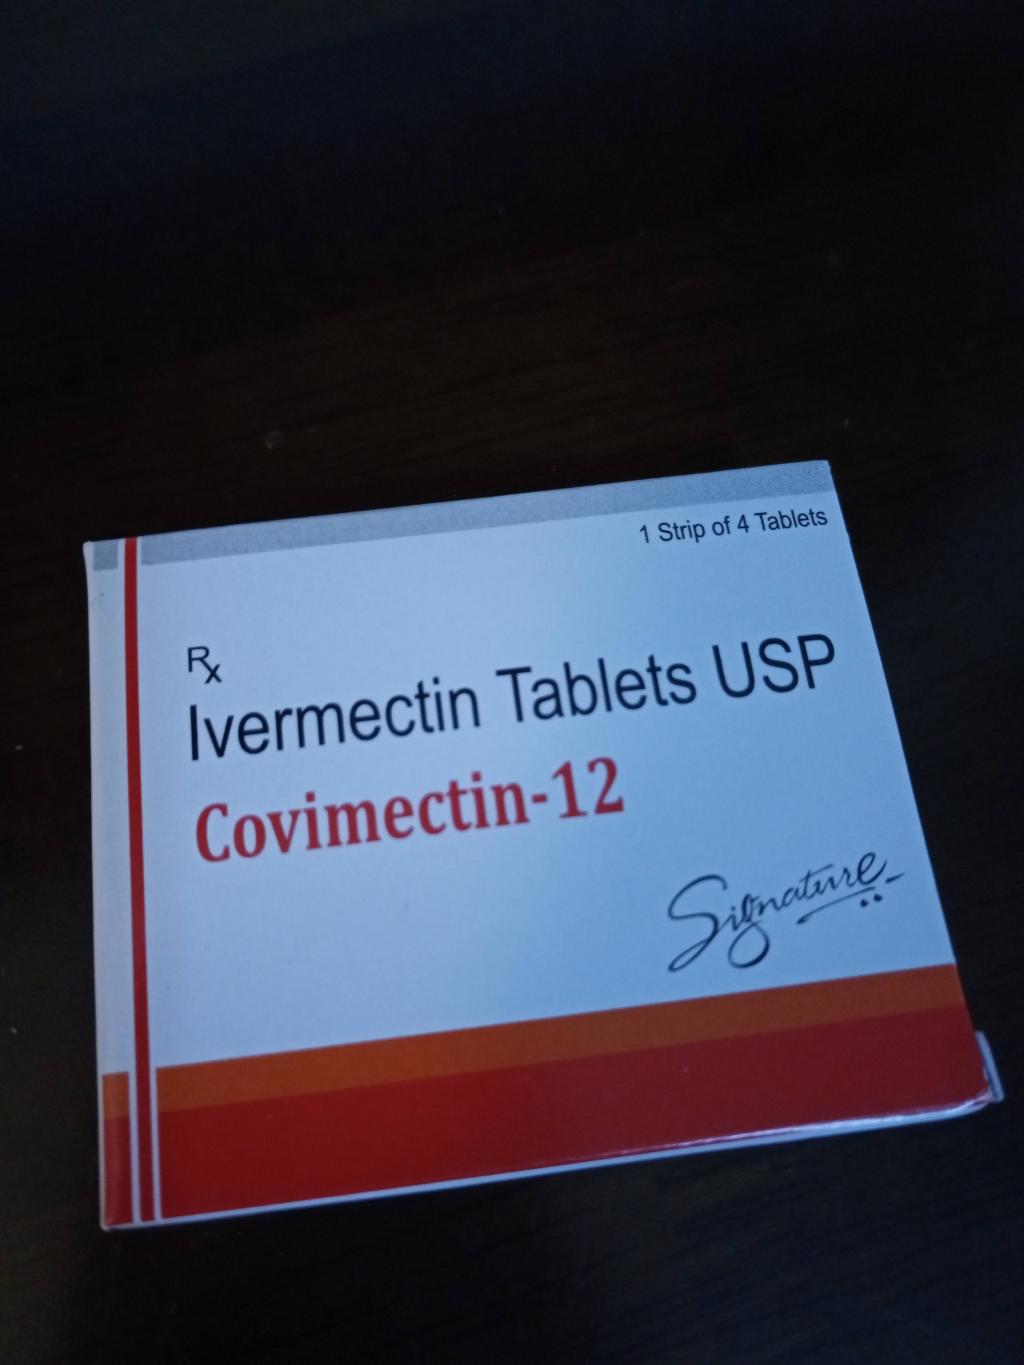 1 Strip of 4 Tablets
Rx
Ivermectin Tablets USP
Covimectin-12
Signature